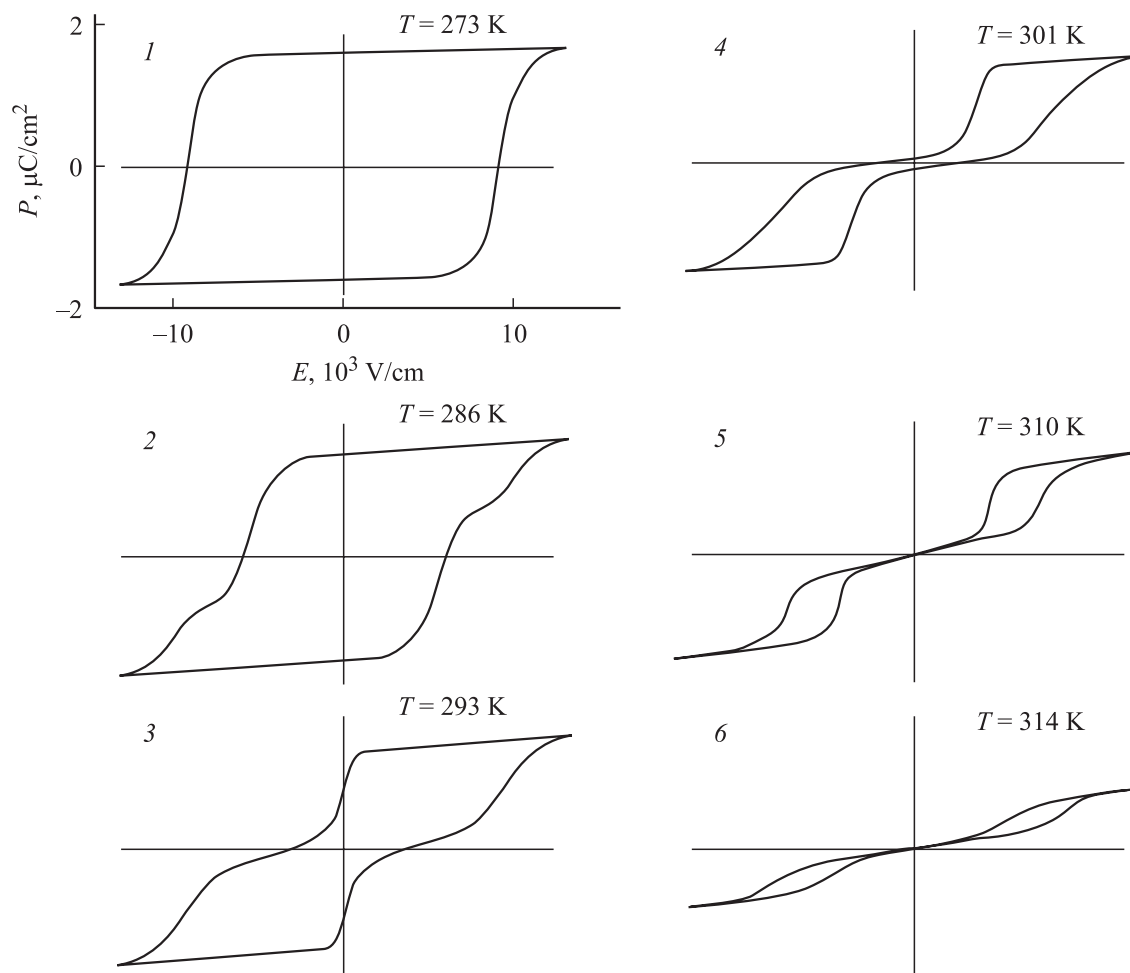 1
T = 273 K
2
0
–2
P, μC/cm²
–10
0
10
E, 10³ V/cm
4
T = 301 K
2
T = 286 K
5
T = 310 K
3
T = 293 K
6
T = 314 K